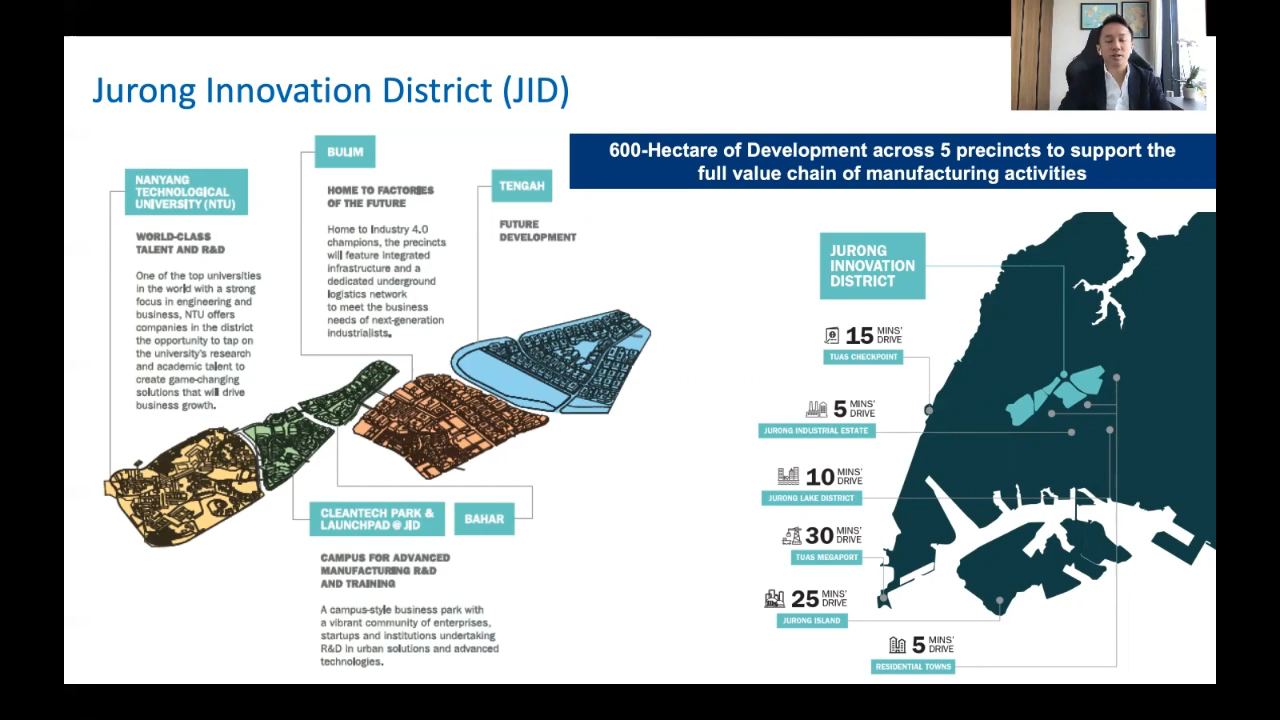 Jurong Innovation District (JID)
600-Hectare of Development across 5 precincts to support the
full value chain of manufacturing activities
NANYANG
TECHNOLOGICAL
UNIVERSITY (NTU)
WORLD-CLASS
TALENT AND R&D
One of the top universities
in the world with a strong
focus in engineering and
business, NTU offers
companies in the district
the opportunity to tap on
the university's research
and academic talent to
create game-changing
solutions that will drive
business growth.
BULIM
HOME TO FACTORIES
OF THE FUTURE
Home to Industry 4.0
champions, the precincts
will feature integrated
infrastructure and a
dedicated underground
logistics network
to meet the business
needs of next-generation
industrialists.
TENGAH
FUTURE
DEVELOPMENT
CLEANTECH PARK &
LAUNCHPAD @ JID
BAHAR
CAMPUS FOR ADVANCED
MANUFACTURING R&D
AND TRAINING
A campus-style business park with
a vibrant community of enterprises,
startups and institutions undertaking
R&D in urban solutions and advanced
technologies.
JURONG
INNOVATION
DISTRICT
15 MINS' DRIVE
TUAS CHECKPOINT
5 MINS' DRIVE
JURONG INDUSTRIAL ESTATE
10 MINS' DRIVE
JURONG LAKE DISTRICT
30 MINS' DRIVE
TUAS MEGAPORT
25 MINS' DRIVE
JURONG ISLAND
5 MINS' DRIVE
RESIDENTIAL TOWNS